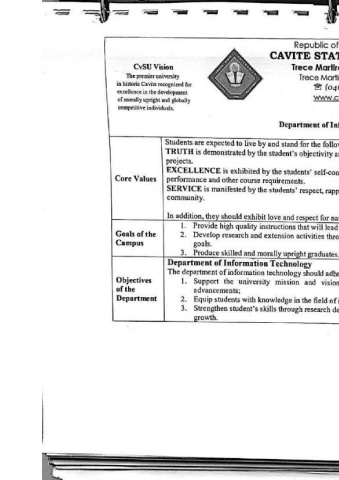 CvSU Vision
The premier university
in historic Cavite recognized for
excellence in the development
of morally upright and globally
competitive individuals.
Republic of
CAVITE STAT
Trece Martir
Trece Marti
☏ (04
www.c
Department of In
Core Values
Students are expected to live by and stand for the follow
TRUTH is demonstrated by the student's objectivity a
projects.
EXCELLENCE is exhibited by the students' self-con
performance and other course requirements.
SERVICE is manifested by the students' respect, rapp
community.
In addition, they should exhibit love and respect for na
Goals of the
Campus
1. Provide high quality instructions that will lead
2. Develop research and extension activities thro
goals.
3. Produce skilled and morally upright graduates
Objectives
of the
Department
Department of Information Technology
The department of information technology should adhe
1. Support the university mission and vision
advancements;
2. Equip students with knowledge in the field of i
3. Strengthen student's skills through research de
growth.